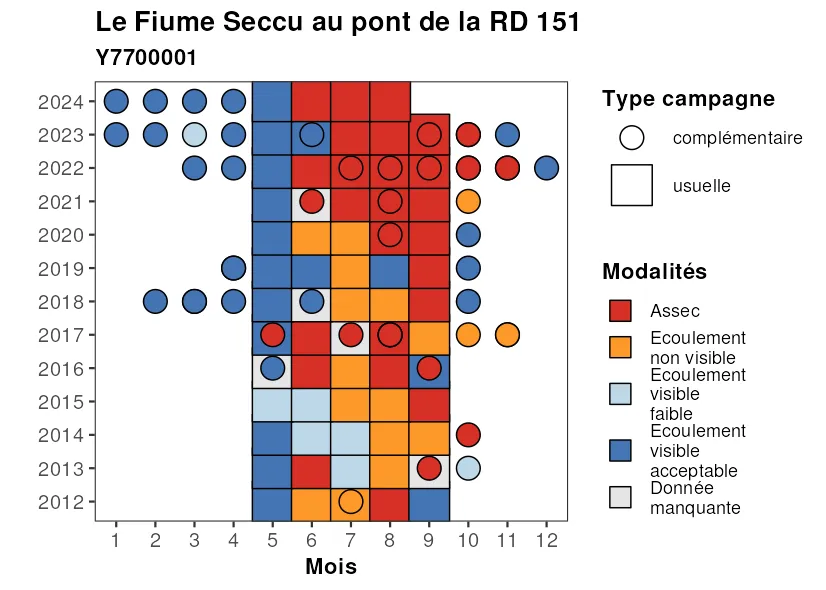 Le Fiume Seccu au pont de la RD 151
Y7700001
2024
2023
2022
2021
2020
2019
2018
2017
2016
2015
2014
2013
2012
1 2 3 4 5 6 7 8 9 10 11 12
Mois
Type campagne
complémentaire
usuelle
Modalités
Assec
Ecoulement
non visible
Ecoulement
visible
faible
Ecoulement
visible
acceptable
Donnée
manquante